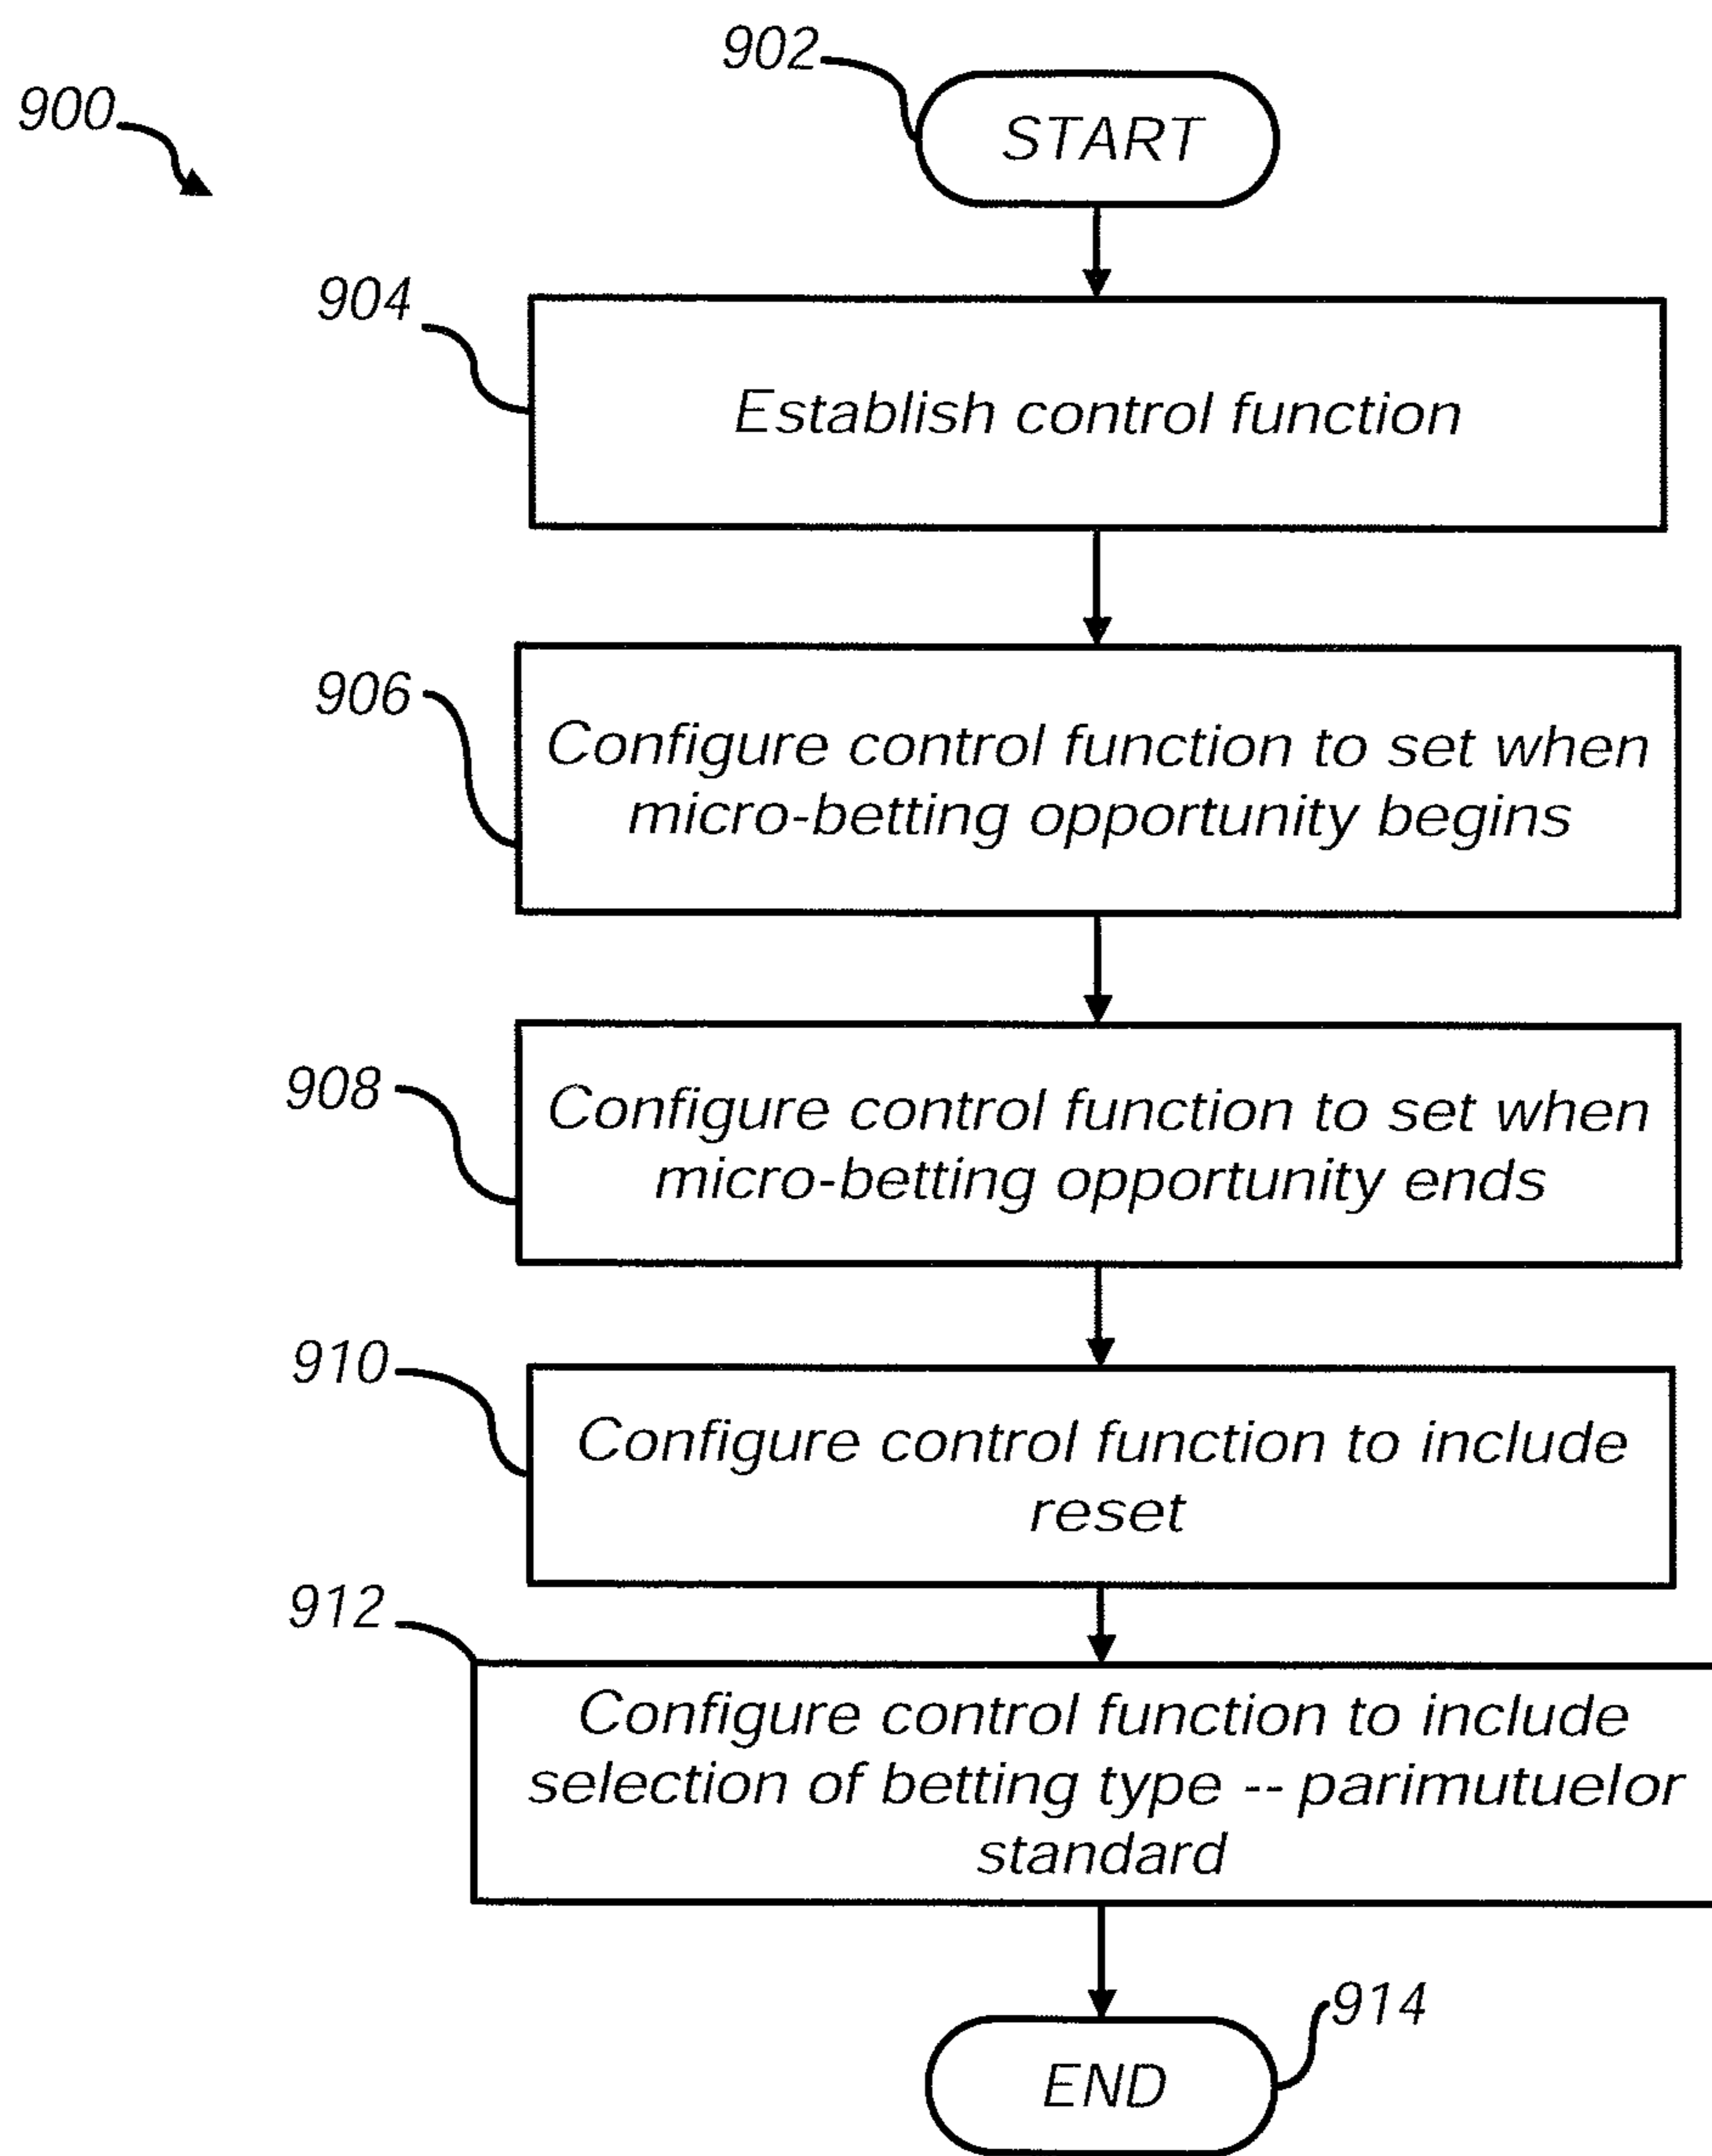 902
900
START
904
Establish control function
906
Configure control function to set when
micro-betting opportunity begins
908
Configure control function to set when
micro-betting opportunity ends
910
Configure control function to include
reset
912
Configure control function to include
selection of betting type -- parimutuelor
standard
914
END